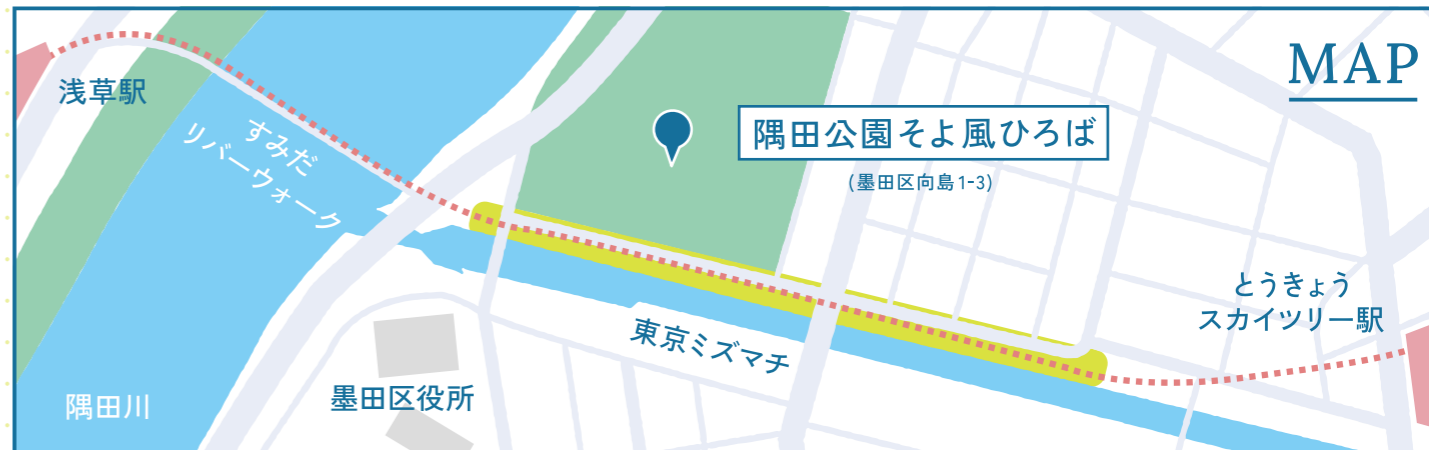 MAP
浅草駅
すみだ
リバーウォーク
隅田公園そよ風ひろば
(墨田区向島1-3)
とうきょう
スカイツリー駅
東京ミズマチ
墨田区役所
隅田川